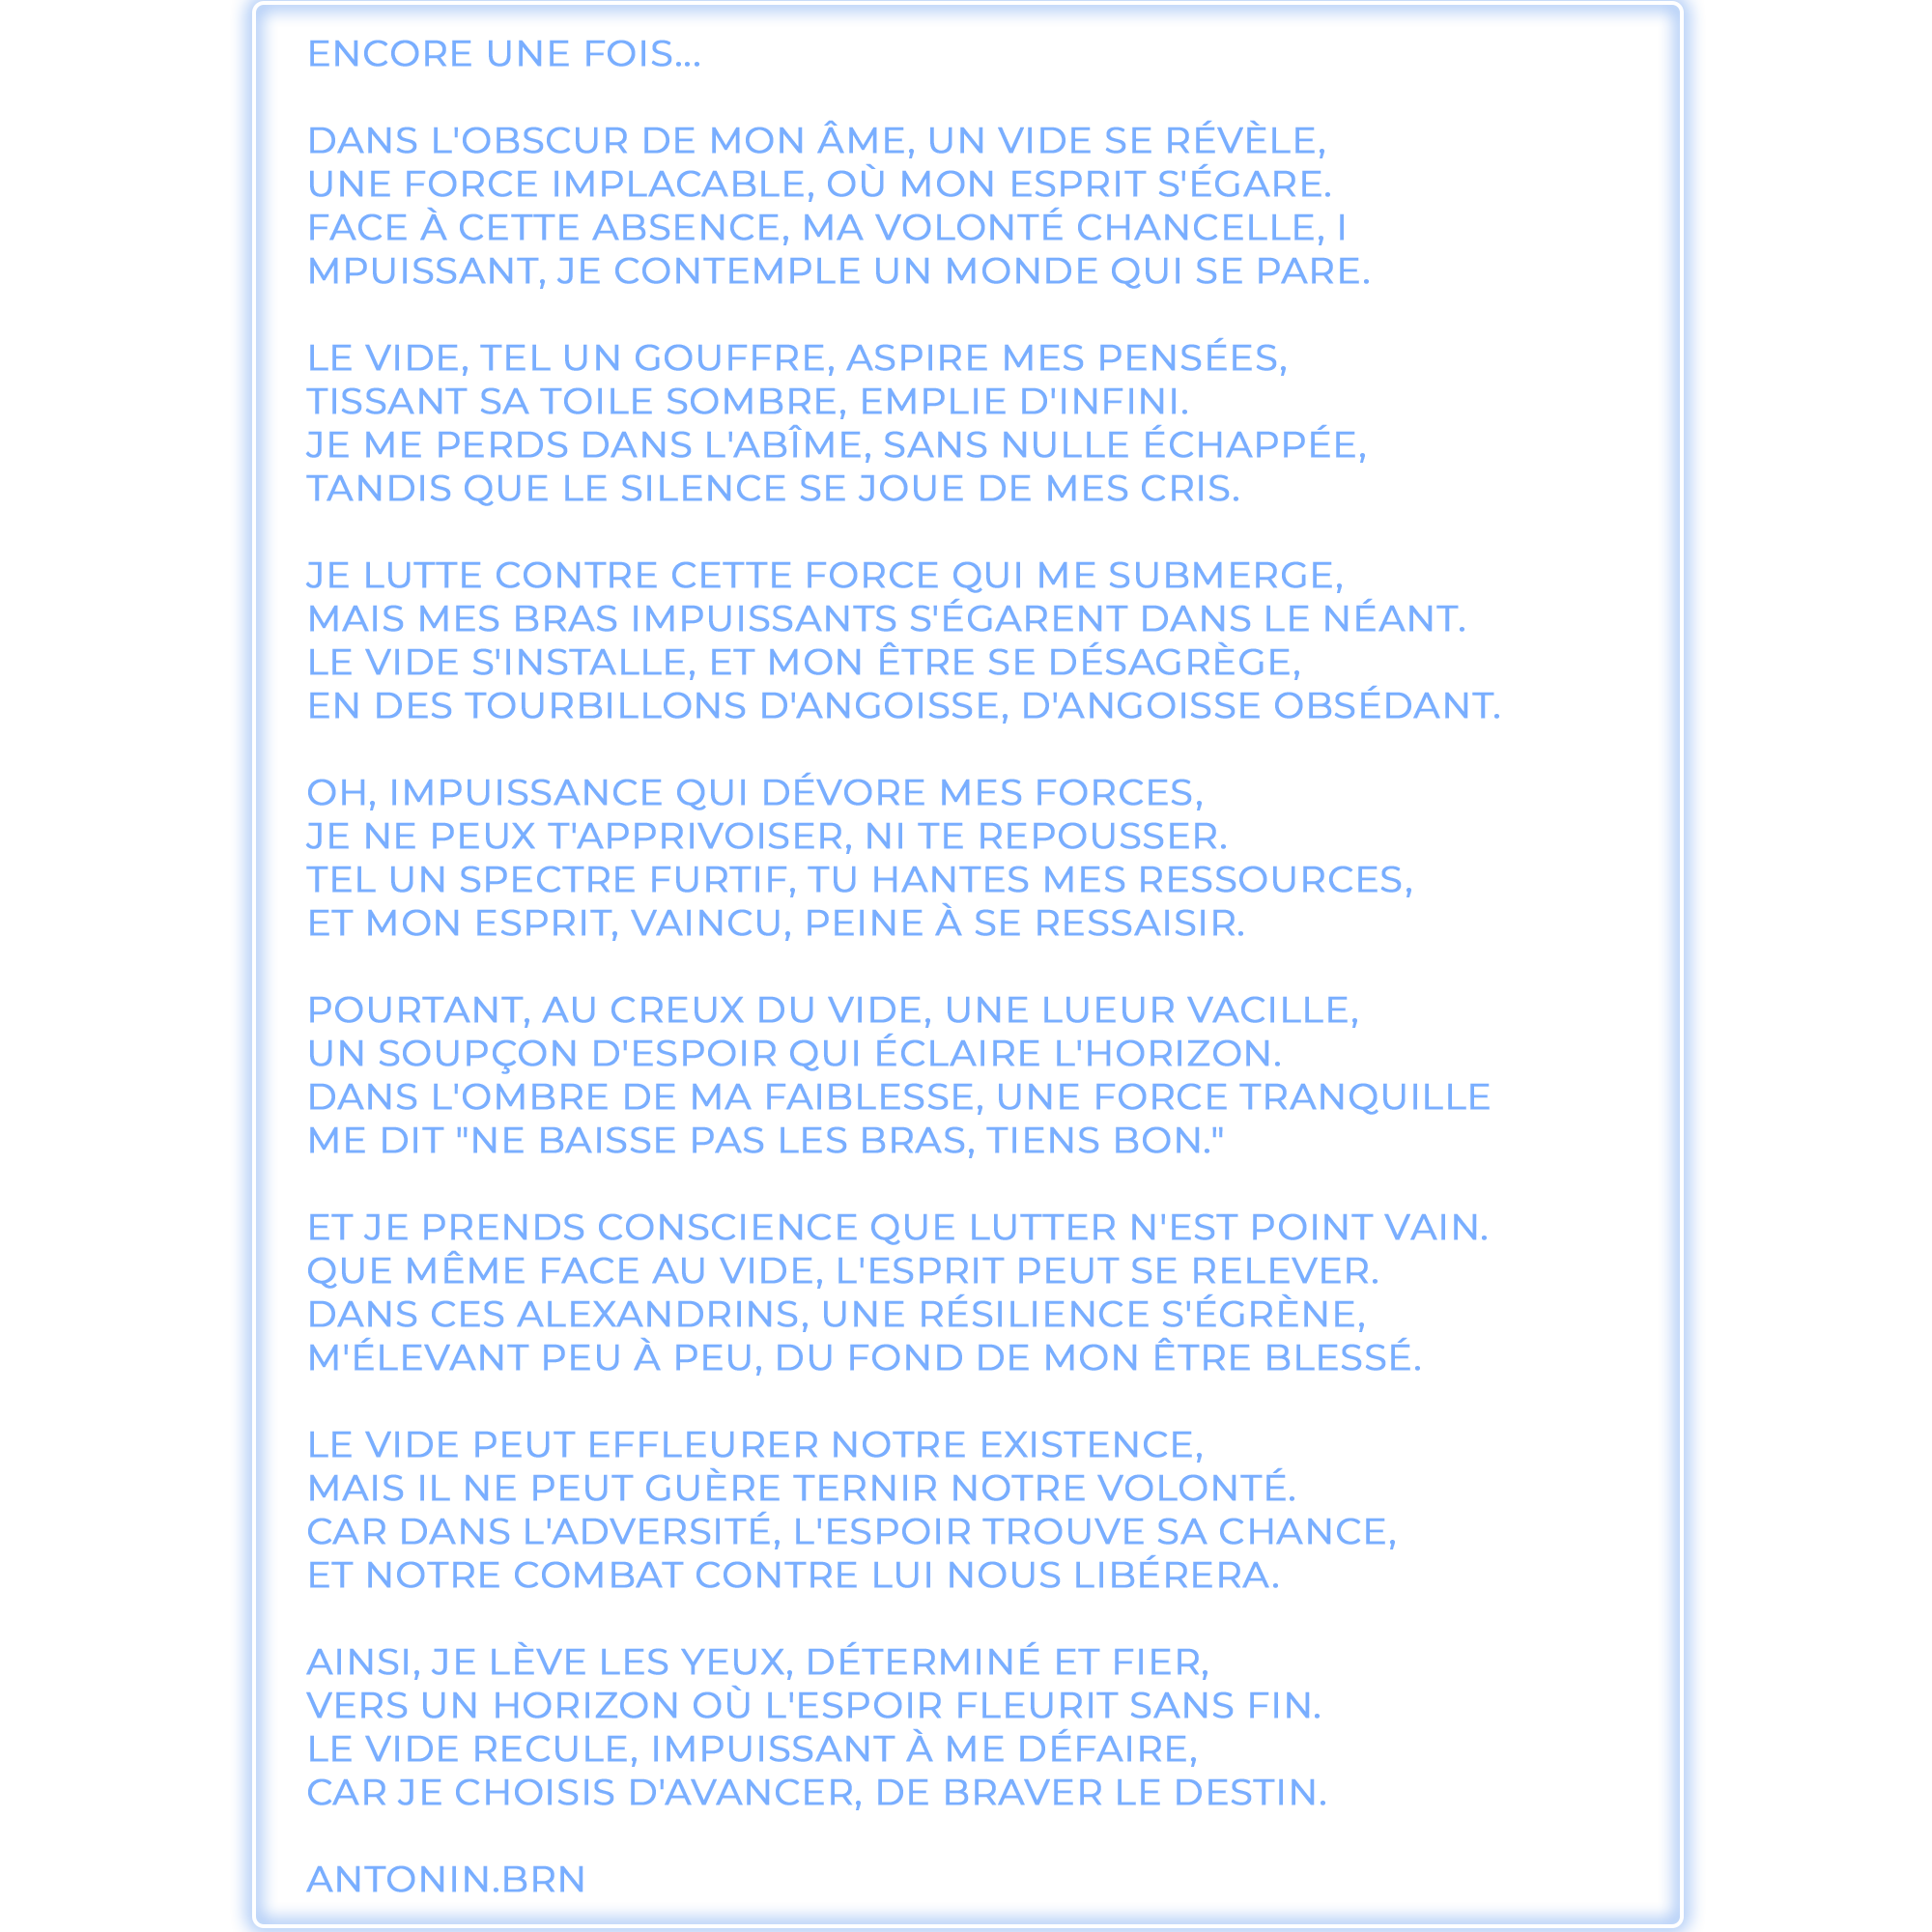 ENCORE UNE FOIS...
DANS L'OBSCUR DE MON ÂME, UN VIDE SE RÉVÈLE,
UNE FORCE IMPLACABLE, OÙ MON ESPRIT S'ÉGARE.
FACE À CETTE ABSENCE, MA VOLONTÉ CHANCELLE, I
MPUISSANT, JE CONTEMPLE UN MONDE QUI SE PARE.
LE VIDE, TEL UN GOUFFRE, ASPIRE MES PENSÉES,
TISSANT SA TOILE SOMBRE, EMPLIE D'INFINI.
JE ME PERDS DANS L'ABÎME, SANS NULLE ÉCHAPPÉE,
TANDIS QUE LE SILENCE SE JOUE DE MES CRIS.
JE LUTTE CONTRE CETTE FORCE QUI ME SUBMERGE,
MAIS MES BRAS IMPUISSANTS S'ÉGARENT DANS LE NÉANT.
LE VIDE S'INSTALLE, ET MON ÊTRE SE DÉSAGRÈGE,
EN DES TOURBILLONS D'ANGOISSE, D'ANGOISSE OBSÉDANT.
OH, IMPUISSANCE QUI DÉVORE MES FORCES,
JE NE PEUX T'APPRIVOISER, NI TE REPOUSSER.
TEL UN SPECTRE FURTIF, TU HANTES MES RESSOURCES,
ET MON ESPRIT, VAINCU, PEINE À SE RESSAISIR.
POURTANT, AU CREUX DU VIDE, UNE LUEUR VACILLE,
UN SOUPÇON D'ESPOIR QUI ÉCLAIRE L'HORIZON.
DANS L'OMBRE DE MA FAIBLESSE, UNE FORCE TRANQUILLE
ME DIT "NE BAISSE PAS LES BRAS, TIENS BON."
ET JE PRENDS CONSCIENCE QUE LUTTER N'EST POINT VAIN.
QUE MÊME FACE AU VIDE, L'ESPRIT PEUT SE RELEVER.
DANS CES ALEXANDRINS, UNE RÉSILIENCE S'ÉGRÈNE,
M'ÉLEVANT PEU À PEU, DU FOND DE MON ÊTRE BLESSÉ.
LE VIDE PEUT EFFLEURER NOTRE EXISTENCE,
MAIS IL NE PEUT GUÈRE TERNIR NOTRE VOLONTÉ.
CAR DANS L'ADVERSITÉ, L'ESPOIR TROUVE SA CHANCE,
ET NOTRE COMBAT CONTRE LUI NOUS LIBÉRERA.
AINSI, JE LÈVE LES YEUX, DÉTERMINÉ ET FIER,
VERS UN HORIZON OÙ L'ESPOIR FLEURIT SANS FIN.
LE VIDE RECULE, IMPUISSANT À ME DÉFAIRE,
CAR JE CHOISIS D'AVANCER, DE BRAVER LE DESTIN.
ANTONIN.BRN